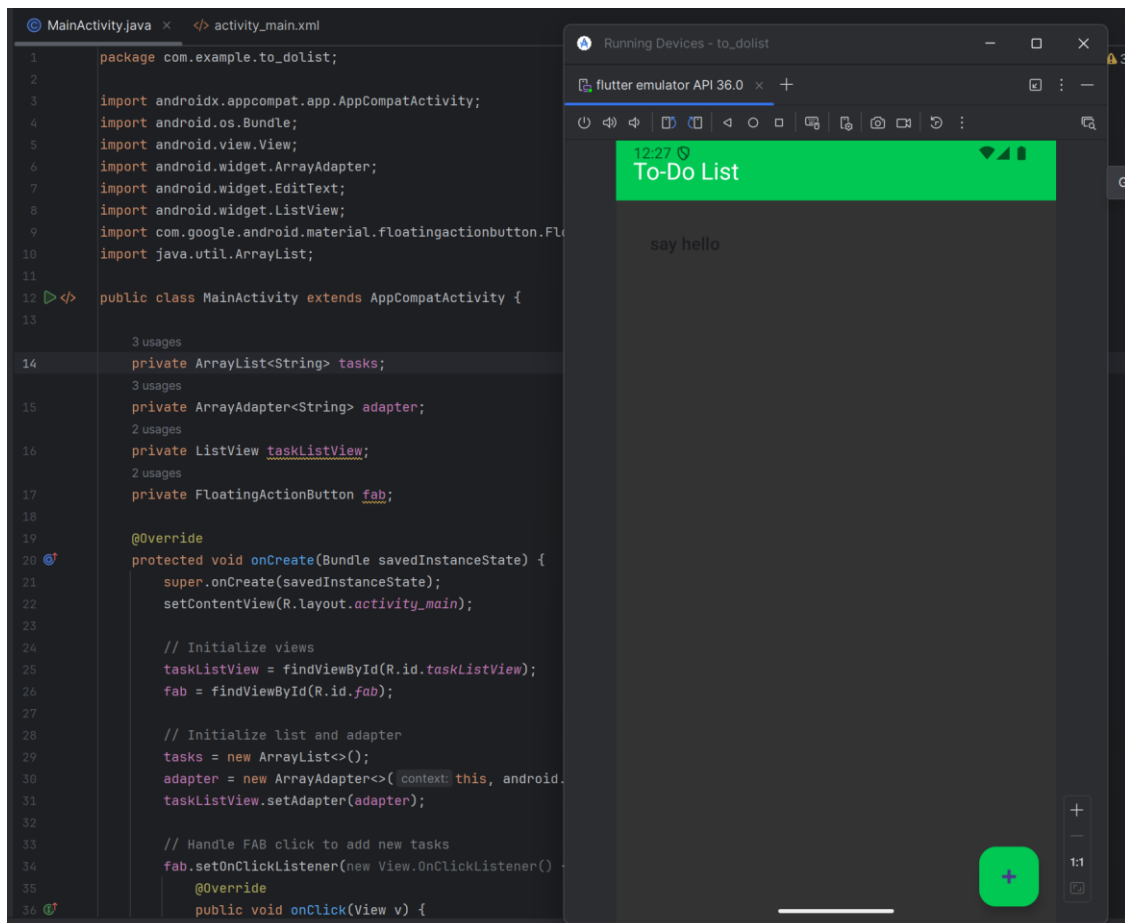 MainActivity.java
activity_main.xml
1 package com.example.to_dolist;
2
3 import androidx.appcompat.app.AppCompatActivity;
4 import android.os.Bundle;
5 import android.view.View;
6 import android.widget.ArrayAdapter;
7 import android.widget.EditText;
8 import android.widget.ListView;
9 import com.google.android.material.floatingactionbutton.Flo
10 import java.util.ArrayList;
11
12 public class MainActivity extends AppCompatActivity {
13
3 usages
14 private ArrayList<String> tasks;
3 usages
15 private ArrayAdapter<String> adapter;
2 usages
16 private ListView taskListView;
2 usages
17 private FloatingActionButton fab;
18
19 @Override
20 protected void onCreate(Bundle savedInstanceState) {
21 super.onCreate(savedInstanceState);
22 setContentView(R.layout.activity_main);
23
24 // Initialize views
25 taskListView = findViewById(R.id.taskListView);
26 fab = findViewById(R.id.fab);
27
28 // Initialize list and adapter
29 tasks = new ArrayList<>();
30 adapter = new ArrayAdapter<>( context: this, android.
31 taskListView.setAdapter(adapter);
32
33 // Handle FAB click to add new tasks
34 fab.setOnClickListener(new View.OnClickListener() {
35 @Override
36 public void onClick(View v) {
Running Devices - to_dolist
flutter emulator API 36.0
12:27
To-Do List
say hello
+
1:1
3
G